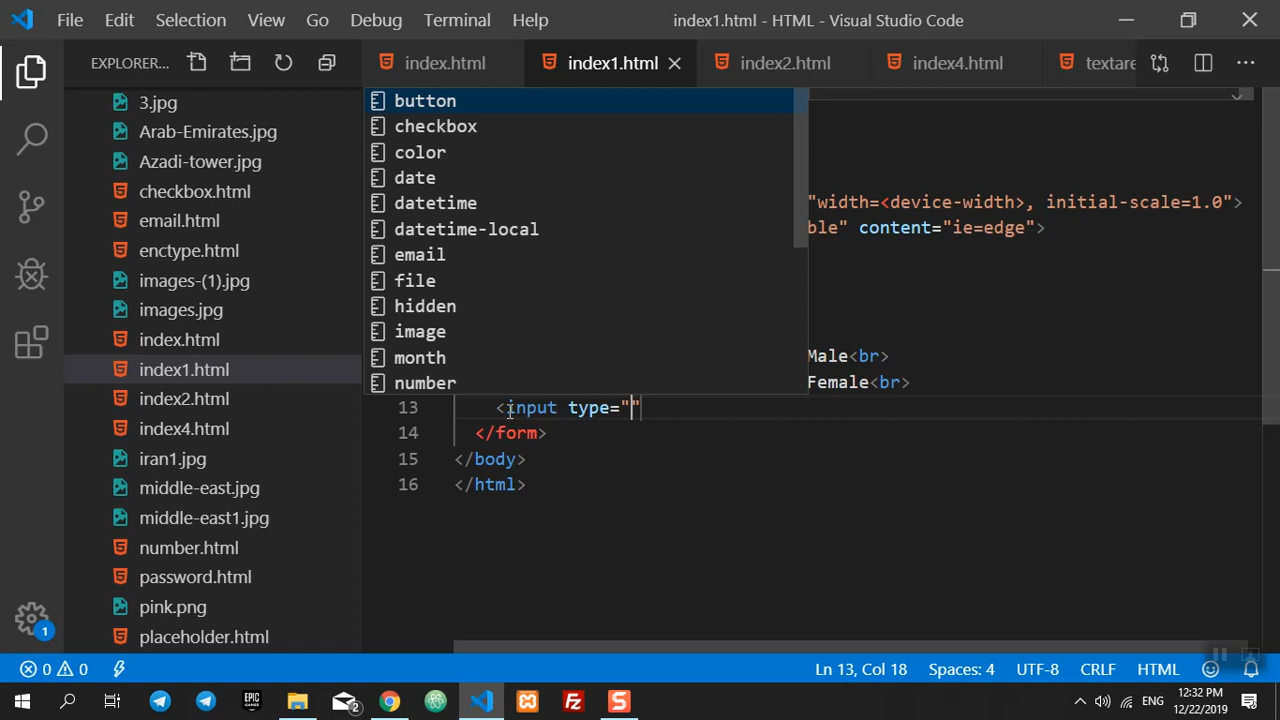 File Edit Selection View Go Debug Terminal Help
index1.html - HTML - Visual Studio Code
EXPLORER...
index.html
index1.html
index2.html
index4.html
textare
3.jpg
Arab-Emirates.jpg
Azadi-tower.jpg
checkbox.html
email.html
enctype.html
images-(1).jpg
images.jpg
index.html
index1.html
index2.html
index4.html
iran1.jpg
middle-east.jpg
middle-east1.jpg
number.html
password.html
pink.png
placeholder.html
button
checkbox
color
date
datetime
datetime-local
email
file
hidden
image
month
number
"width=<device-width>, initial-scale=1.0">
ble" content="ie=edge">
Male<br>
Female<br>
13 <input type=""
14 </form>
15 </body>
16 </html>
1
0 0
Ln 13, Col 18 Spaces: 4 UTF-8 CRLF HTML
EPIC GAMES
2
ENG
12:32 PM
12/22/2019